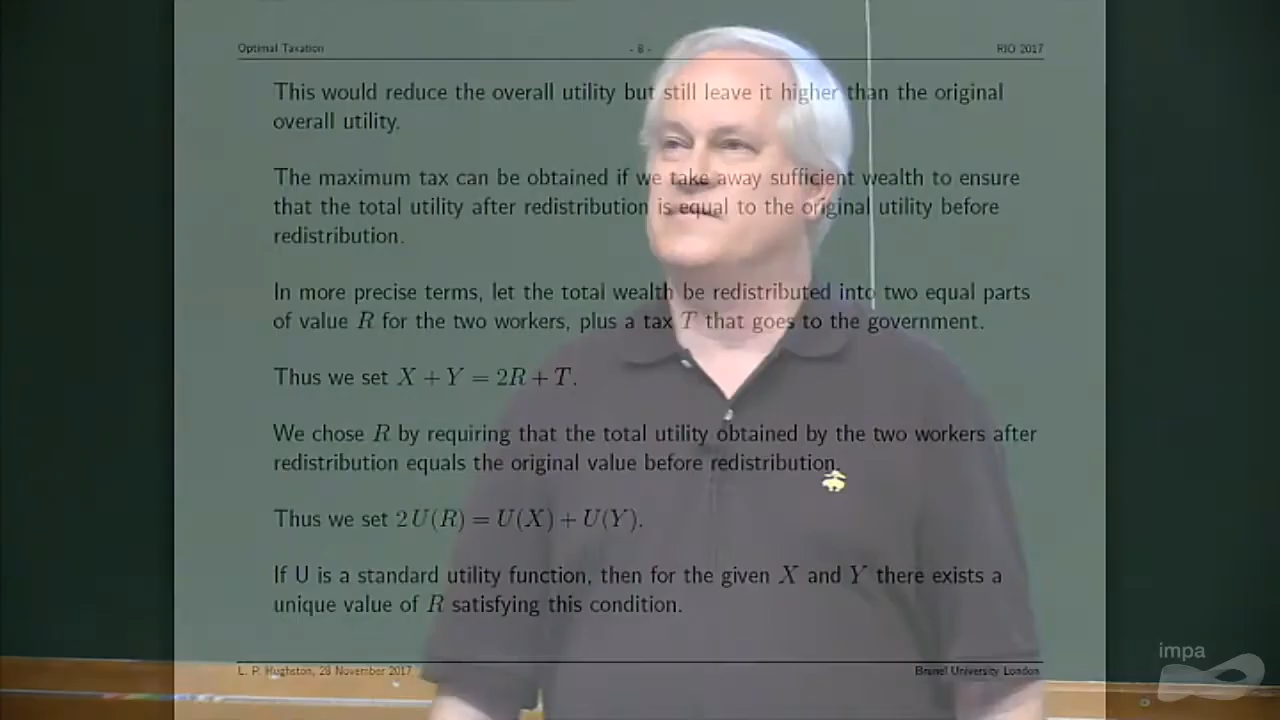 Optimal Taxation - 8 - RIO 2017
This would reduce the overall utility but still leave it higher than the original
overall utility.
The maximum tax can be obtained if we take away sufficient wealth to ensure
that the total utility after redistribution is equal to the original utility before
redistribution.
In more precise terms, let the total wealth be redistributed into two equal parts
of value R for the two workers, plus a tax T that goes to the government.
Thus we set X + Y = 2R + T.
We chose R by requiring that the total utility obtained by the two workers after
redistribution equals the original value before redistribution.
Thus we set 2 U(R) = U(X) + U(Y).
If U is a standard utility function, then for the given X and Y there exists a
unique value of R satisfying this condition.
L. P. Hughston, 28 November 2017 Brunel University London
impa